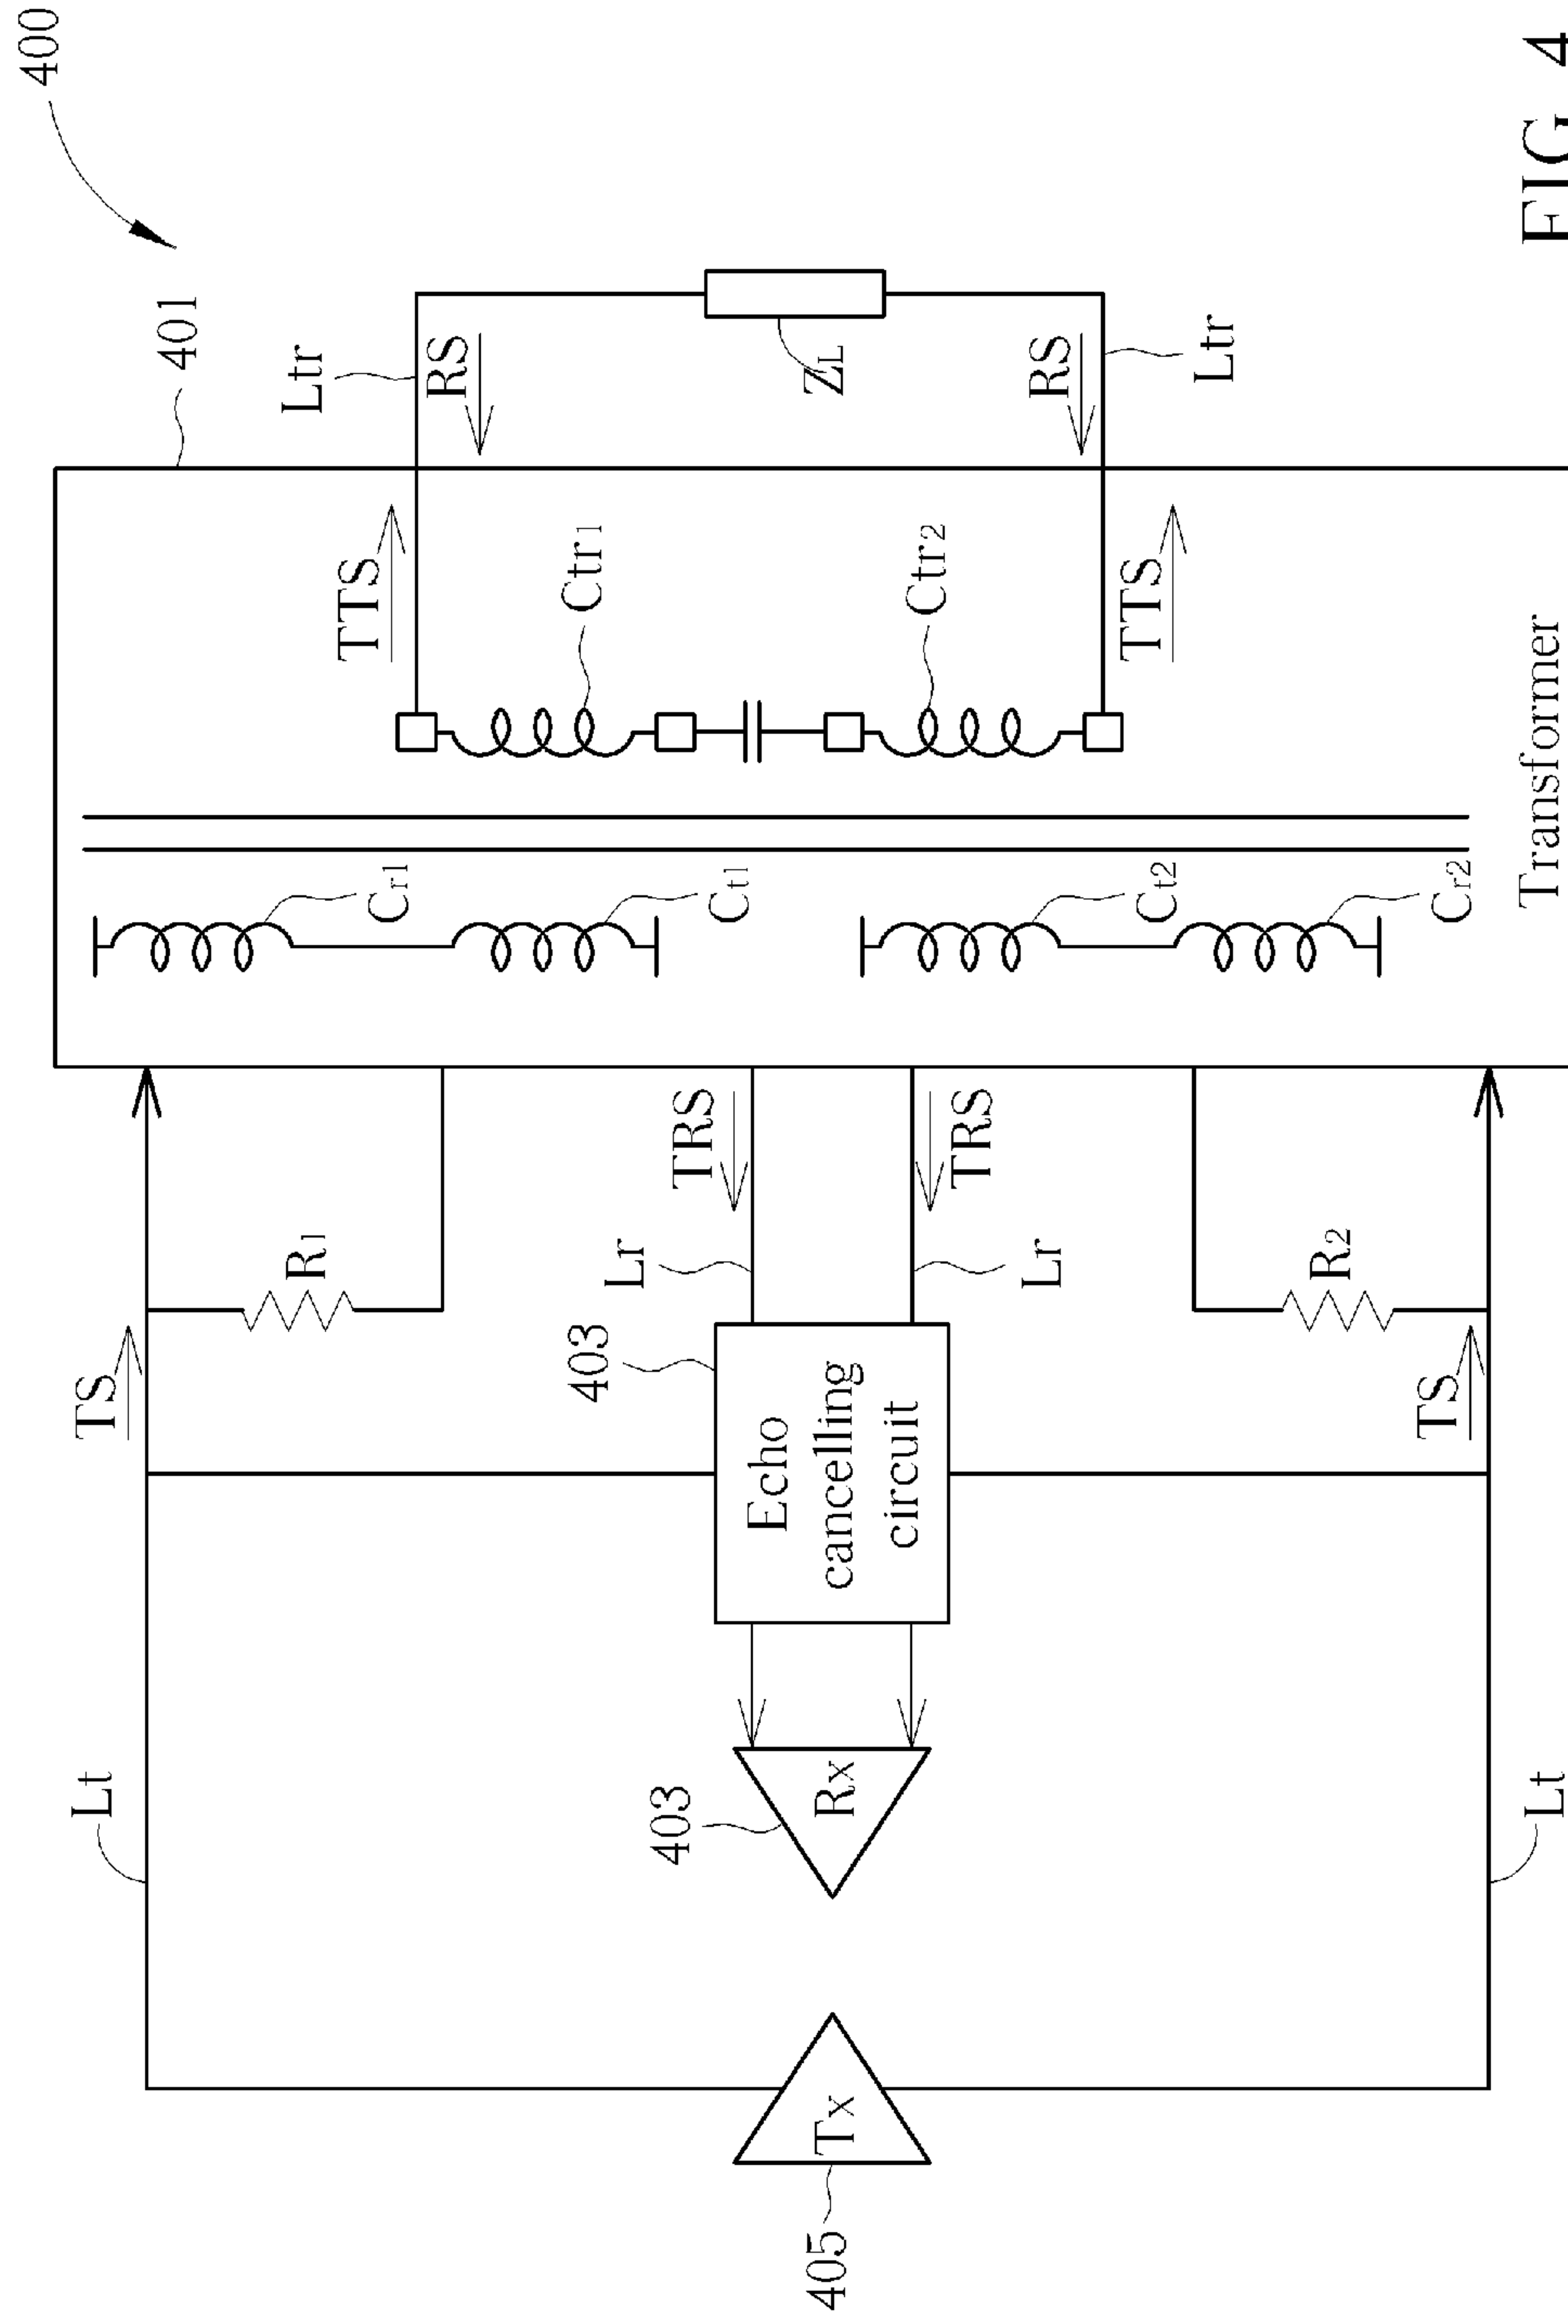 400
401
Ltr
RS
TTS
Ctr1
ZL
Ctr2
RS
Ltr
TTS
Cr1
Ct1
Ct2
Cr2
Transformer
TS
R1
TRS
Lr
403
Echo
cancelling
circuit
TRS
Lr
R2
TS
Lt
403
Rx
Tx
405
Lt
FIG 4